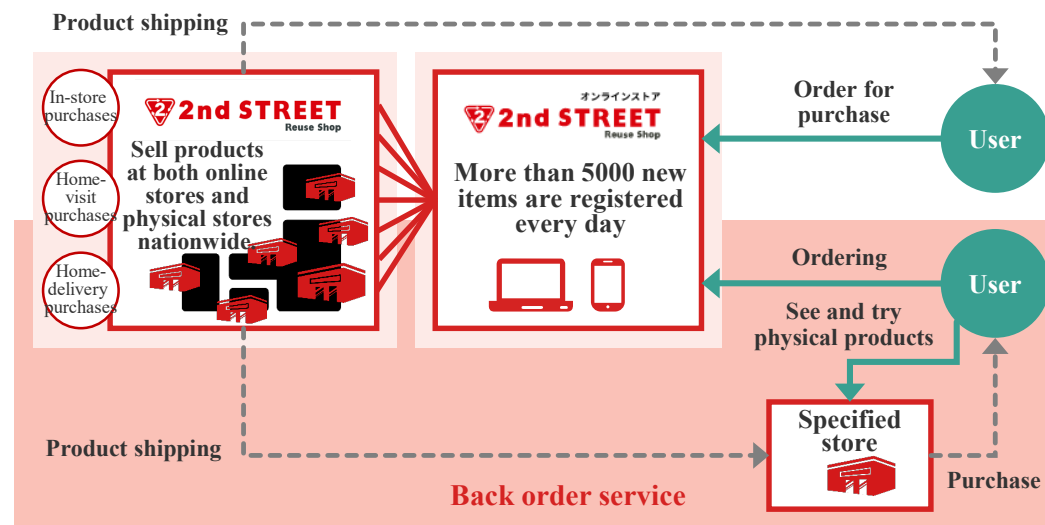 Product shipping
In-store
purchases
Home-
visit
purchases
Home-
delivery
purchases
2
2nd STREET
Reuse Shop
Sell products
at both online
stores and
physical stores
nationwide.
オンラインストア
2
2nd STREET
Reuse Shop
More than 5000 new
items are registered
every day
Order for
purchase
User
Ordering
User
See and try
physical products
Product shipping
Specified
store
Purchase
Back order service